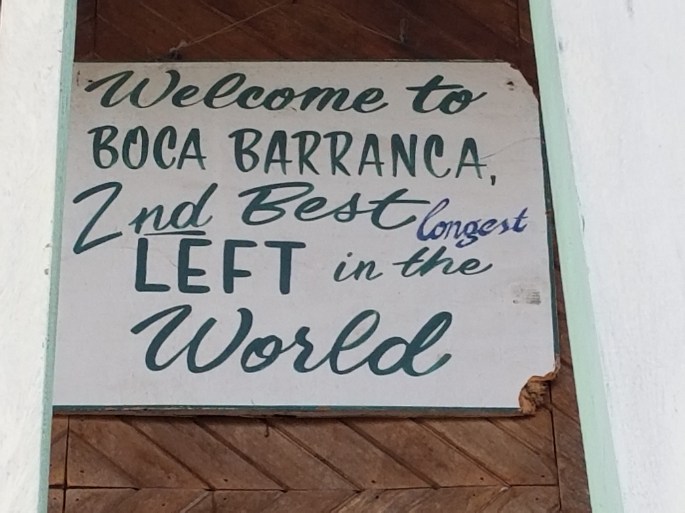 Welcome to
BOCA BARRANCA,
2nd Best longest
LEFT in the
World